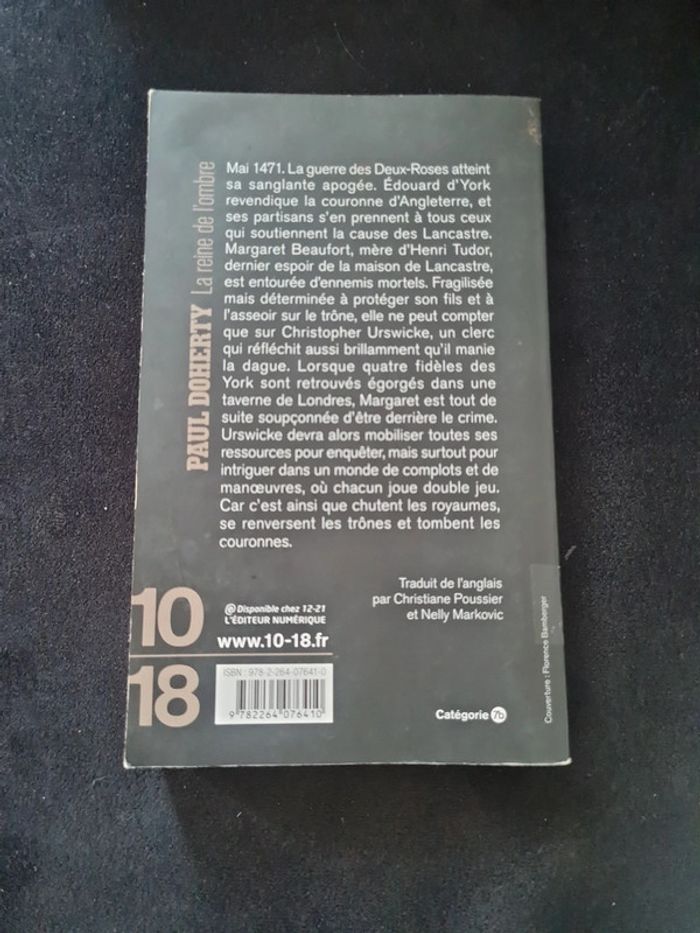 PAUL DOHERTY La reine de l'ombre
Mai 1471. La guerre des Deux-Roses atteint
sa sanglante apogée. Édouard d'York
revendique la couronne d'Angleterre, et
ses partisans s'en prennent à tous ceux
qui soutiennent la cause des Lancastre.
Margaret Beaufort, mère d'Henri Tudor,
dernier espoir de la maison de Lancastre,
est entourée d'ennemis mortels. Fragilisée
mais déterminée à protéger son fils et à
l'asseoir sur le trône, elle ne peut compter
que sur Christopher Urswicke, un clerc
qui réfléchit aussi brillamment qu'il manie
la dague. Lorsque quatre fidèles des
York sont retrouvés égorgés dans une
taverne de Londres, Margaret est tout de
suite soupçonnée d'être derrière le crime.
Urswicke devra alors mobiliser toutes ses
ressources pour enquêter, mais surtout pour
intriguer dans un monde de complots et de
manœuvres, où chacun joue double jeu.
Car c'est ainsi que chutent les royaumes,
se renversent les trônes et tombent les
couronnes.
Traduit de l'anglais
par Christiane Poussier
et Nelly Markovic
10
18
@ Disponible chez 12-21
L'ÉDITEUR NUMÉRIQUE
www.10-18.fr
ISBN : 978-2-264-07641-0
9 782264 076410
Catégorie 7b
Couverture : Florence Bamberger